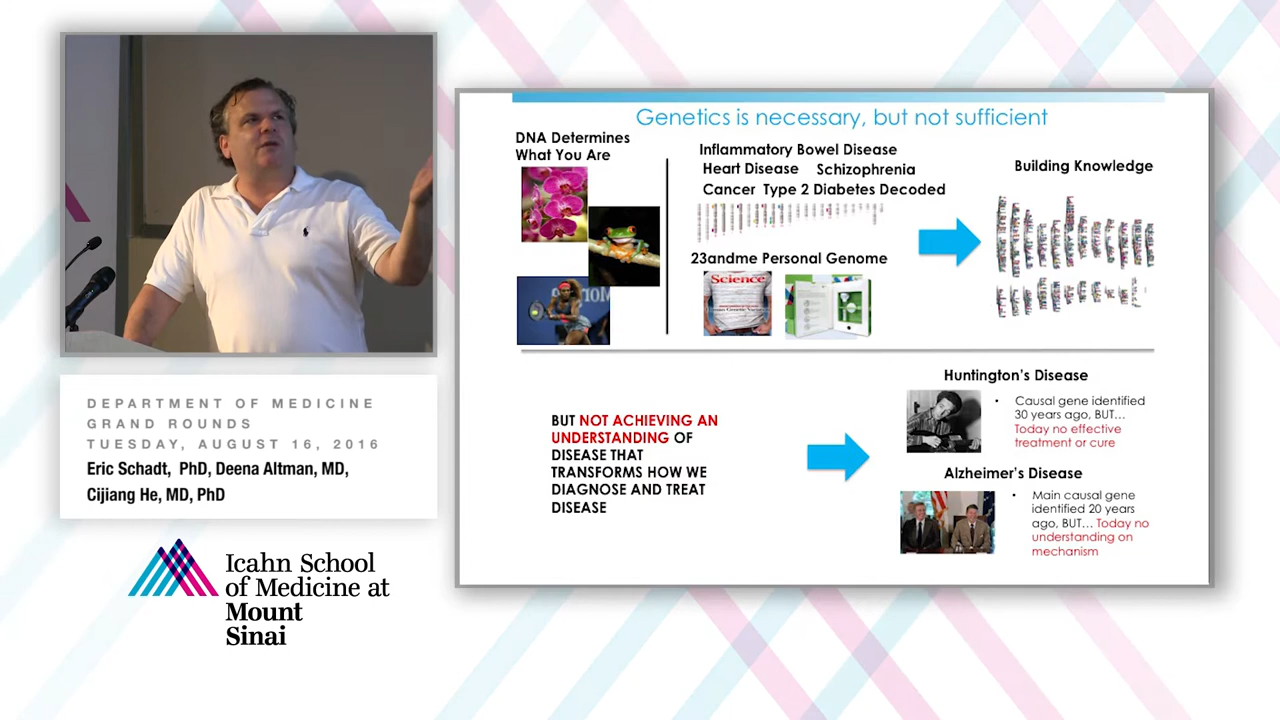 DEPARTMENT OF MEDICINE
GRAND ROUNDS
TUESDAY, AUGUST 16, 2016
Eric Schadt, PhD, Deena Altman, MD,
Cijiang He, MD, PhD
Icahn School
of Medicine at
Mount
Sinai
Genetics is necessary, but not sufficient
DNA Determines
What You Are
Inflammatory Bowel Disease
Heart Disease Schizophrenia
Cancer Type 2 Diabetes Decoded
23andme Personal Genome
Science
Building Knowledge
BUT NOT ACHIEVING AN
UNDERSTANDING OF
DISEASE THAT
TRANSFORMS HOW WE
DIAGNOSE AND TREAT
DISEASE
Huntington's Disease
• Causal gene identified
30 years ago, BUT...
Today no effective
treatment or cure
Alzheimer's Disease
• Main causal gene
identified 20 years
ago, BUT... Today no
understanding on
mechanism